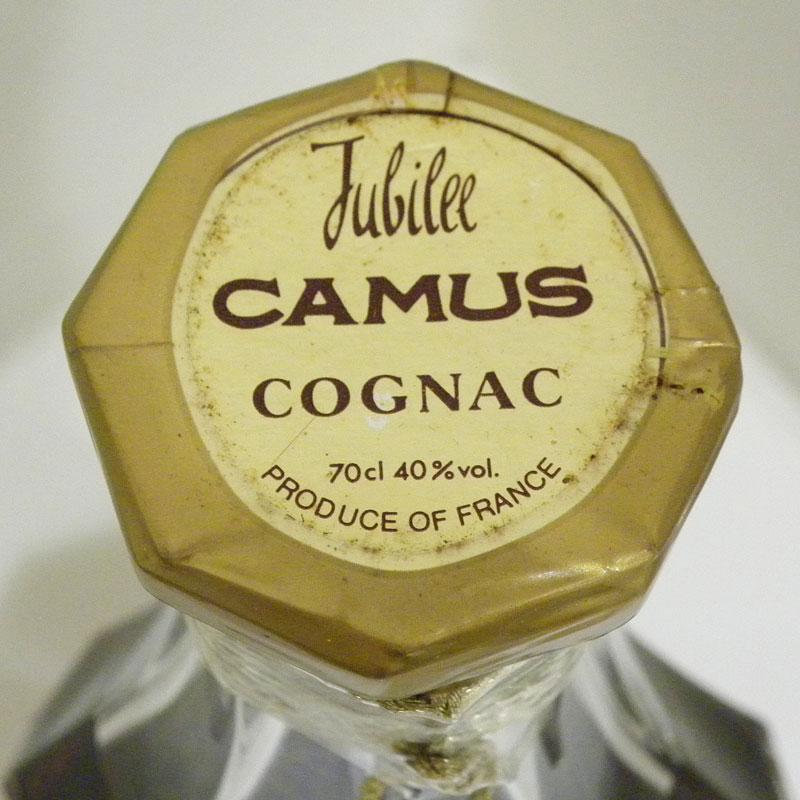 Jubilee
CAMUS
COGNAC
70cl 40%vol.
PRODUCE OF FRANCE